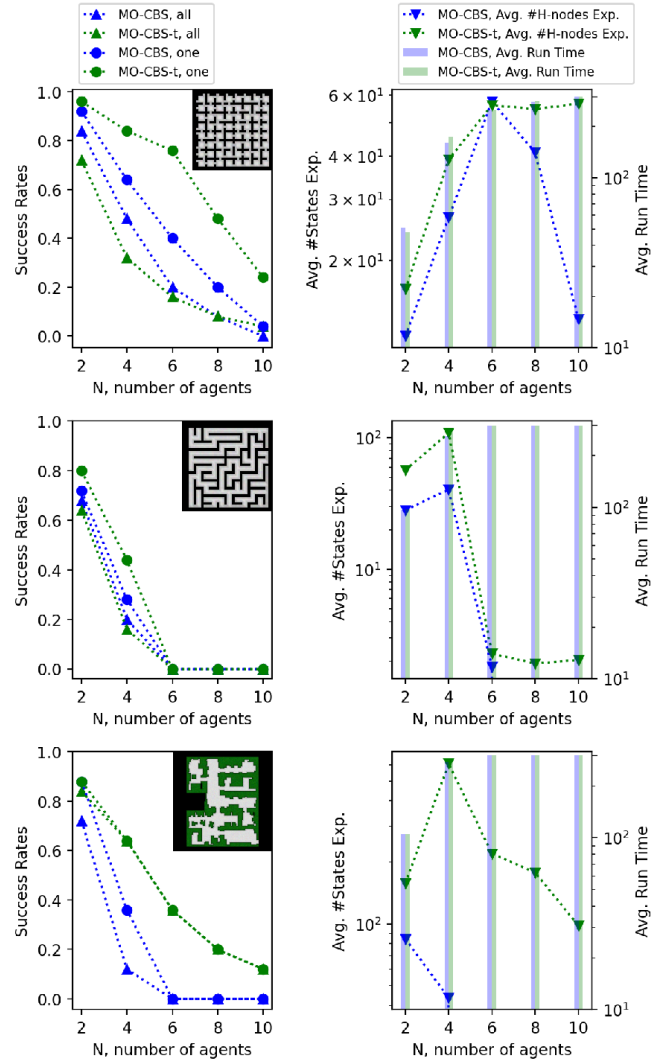 MO-CBS, all
MO-CBS-t, all
MO-CBS, one
MO-CBS-t, one
MO-CBS, Avg. #H-nodes Exp.
MO-CBS-t, Avg. #H-nodes Exp.
MO-CBS, Avg. Run Time
MO-CBS-t, Avg. Run Time
1.0
0.8
0.6
0.4
0.2
0.0
Success Rates
2 4 6 8 10
N, number of agents
6 × 10¹
4 × 10¹
3 × 10¹
2 × 10¹
Avg. #States Exp.
10²
10¹
Avg. Run Time
2 4 6 8 10
N, number of agents
1.0
0.8
0.6
0.4
0.2
0.0
Success Rates
2 4 6 8 10
N, number of agents
10²
10¹
Avg. #States Exp.
10²
10¹
Avg. Run Time
2 4 6 8 10
N, number of agents
1.0
0.8
0.6
0.4
0.2
0.0
Success Rates
2 4 6 8 10
N, number of agents
10²
Avg. #States Exp.
10²
10¹
Avg. Run Time
2 4 6 8 10
N, number of agents